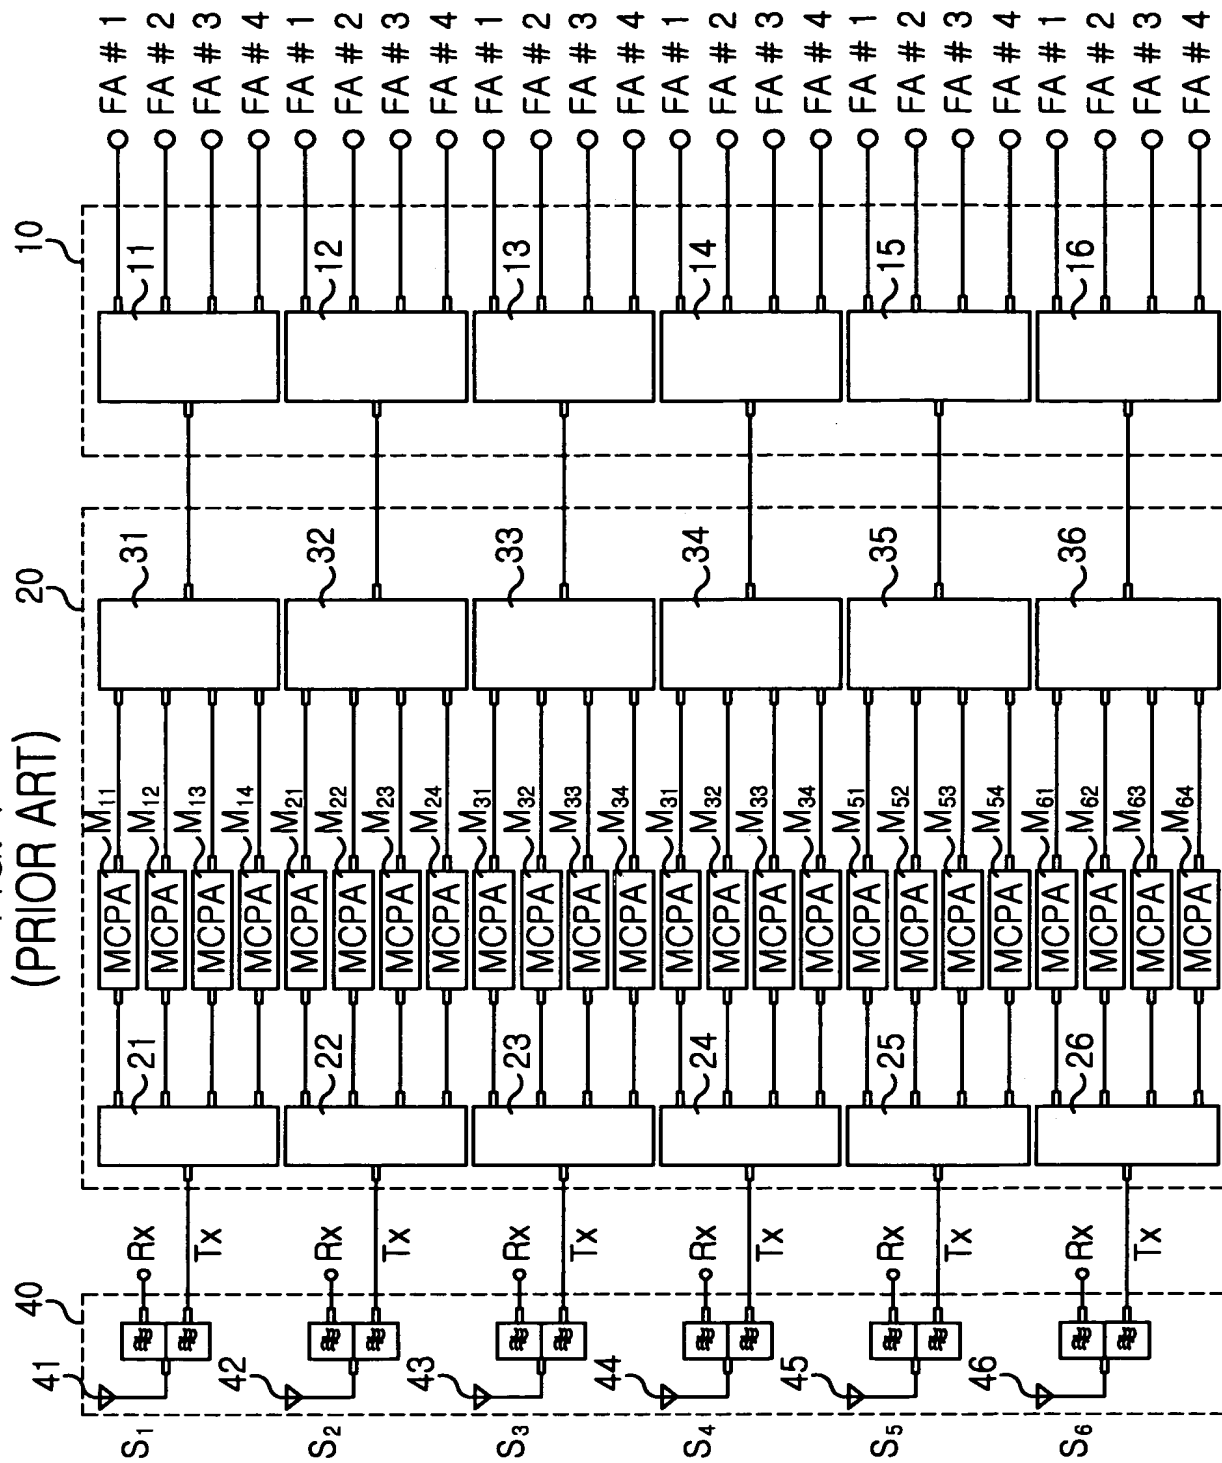 (PRIOR ART)
40 20 10
S1 41 Rx Tx 21 31 11
MCPA M11 FA # 1
MCPA M12 FA # 2
MCPA M13 FA # 3
MCPA M14 FA # 4
S2 42 Rx Tx 22 32 12
MCPA M21 FA # 1
MCPA M22 FA # 2
MCPA M23 FA # 3
MCPA M24 FA # 4
S3 43 Rx Tx 23 33 13
MCPA M31 FA # 1
MCPA M32 FA # 2
MCPA M33 FA # 3
MCPA M34 FA # 4
S4 44 Rx Tx 24 34 14
MCPA M31 FA # 1
MCPA M32 FA # 2
MCPA M33 FA # 3
MCPA M34 FA # 4
S5 45 Rx Tx 25 35 15
MCPA M51 FA # 1
MCPA M52 FA # 2
MCPA M53 FA # 3
MCPA M54 FA # 4
S6 46 Rx Tx 26 36 16
MCPA M61 FA # 1
MCPA M62 FA # 2
MCPA M63 FA # 3
MCPA M64 FA # 4